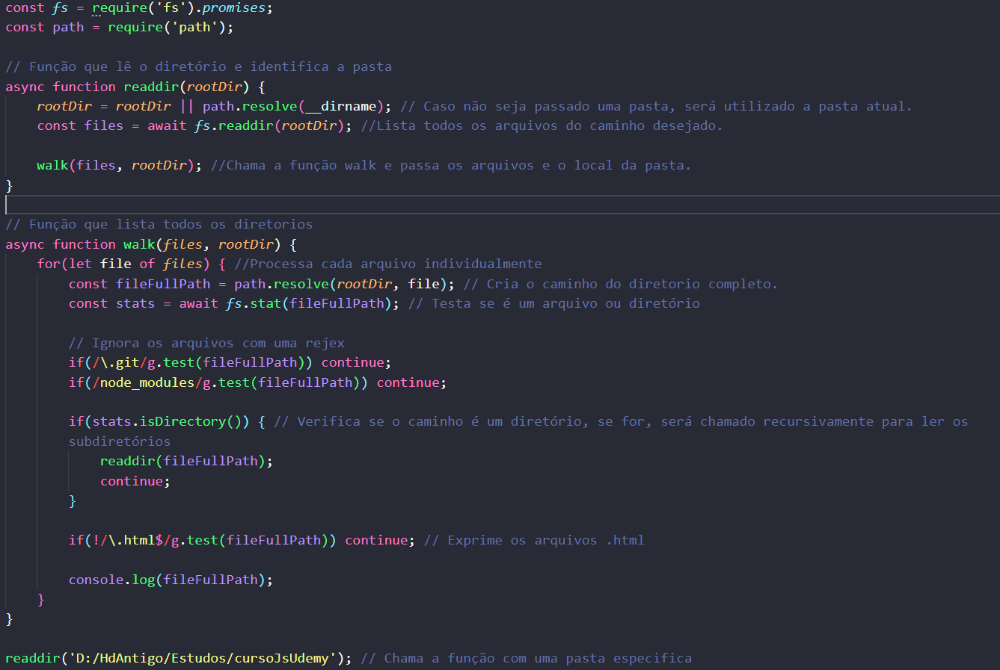 const fs = require('fs').promises;
const path = require('path');

// Função que lê o diretório e identifica a pasta
async function readdir(rootDir) {
    rootDir = rootDir || path.resolve(__dirname); // Caso não seja passado uma pasta, será utilizado a pasta atual.
    const files = await fs.readdir(rootDir); //Lista todos os arquivos do caminho desejado.

    walk(files, rootDir); //Chama a função walk e passa os arquivos e o local da pasta.
}

// Função que lista todos os diretorios
async function walk(files, rootDir) {
    for(let file of files) { //Processa cada arquivo individualmente
        const fileFullPath = path.resolve(rootDir, file); // Cria o caminho do diretorio completo.
        const stats = await fs.stat(fileFullPath); // Testa se é um arquivo ou diretório

        // Ignora os arquivos com uma rejex
        if(/\.git/g.test(fileFullPath)) continue;
        if(/node_modules/g.test(fileFullPath)) continue;

        if(stats.isDirectory()) { // Verifica se o caminho é um diretório, se for, será chamado recursivamente para ler os
        subdiretórios
            readdir(fileFullPath);
            continue;
        }

        if(!/\.html$/g.test(fileFullPath)) continue; // Exprime os arquivos .html

        console.log(fileFullPath);
    }
}

readdir('D:/HdAntigo/Estudos/cursoJsUdemy'); // Chama a função com uma pasta especifica